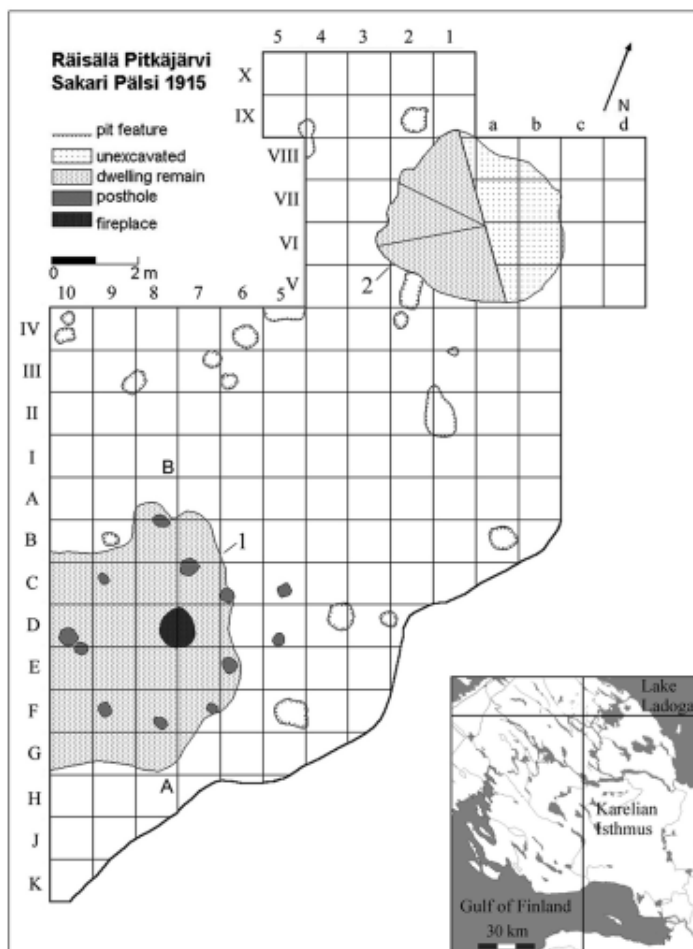 Räisälä Pitkäjärvi
Sakari Pälsi 1915
pit feature
unexcavated
dwelling remain
posthole
fireplace
0 2 m
5 4 3 2 1
X
IX
N
a b c d
VIII
VII
VI
V
2
10 9 8 7 6 5
IV
III
II
I
B
A
B
1
C
D
E
F
G
A
H
J
K
Lake
Ladoga
Karelian
Isthmus
Gulf of Finland
30 km